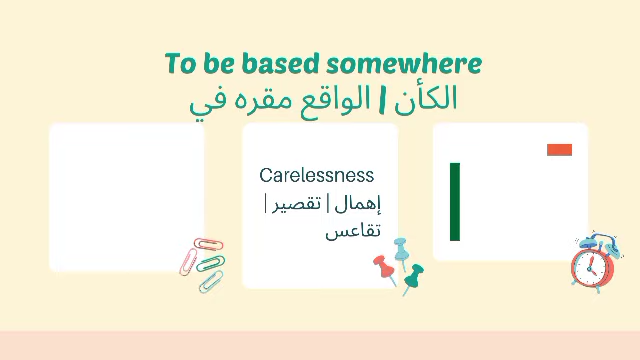 To be based somewhere
الكأن | الواقع مقره في
Carelessness
إهمال | تقصير |
تقاعس